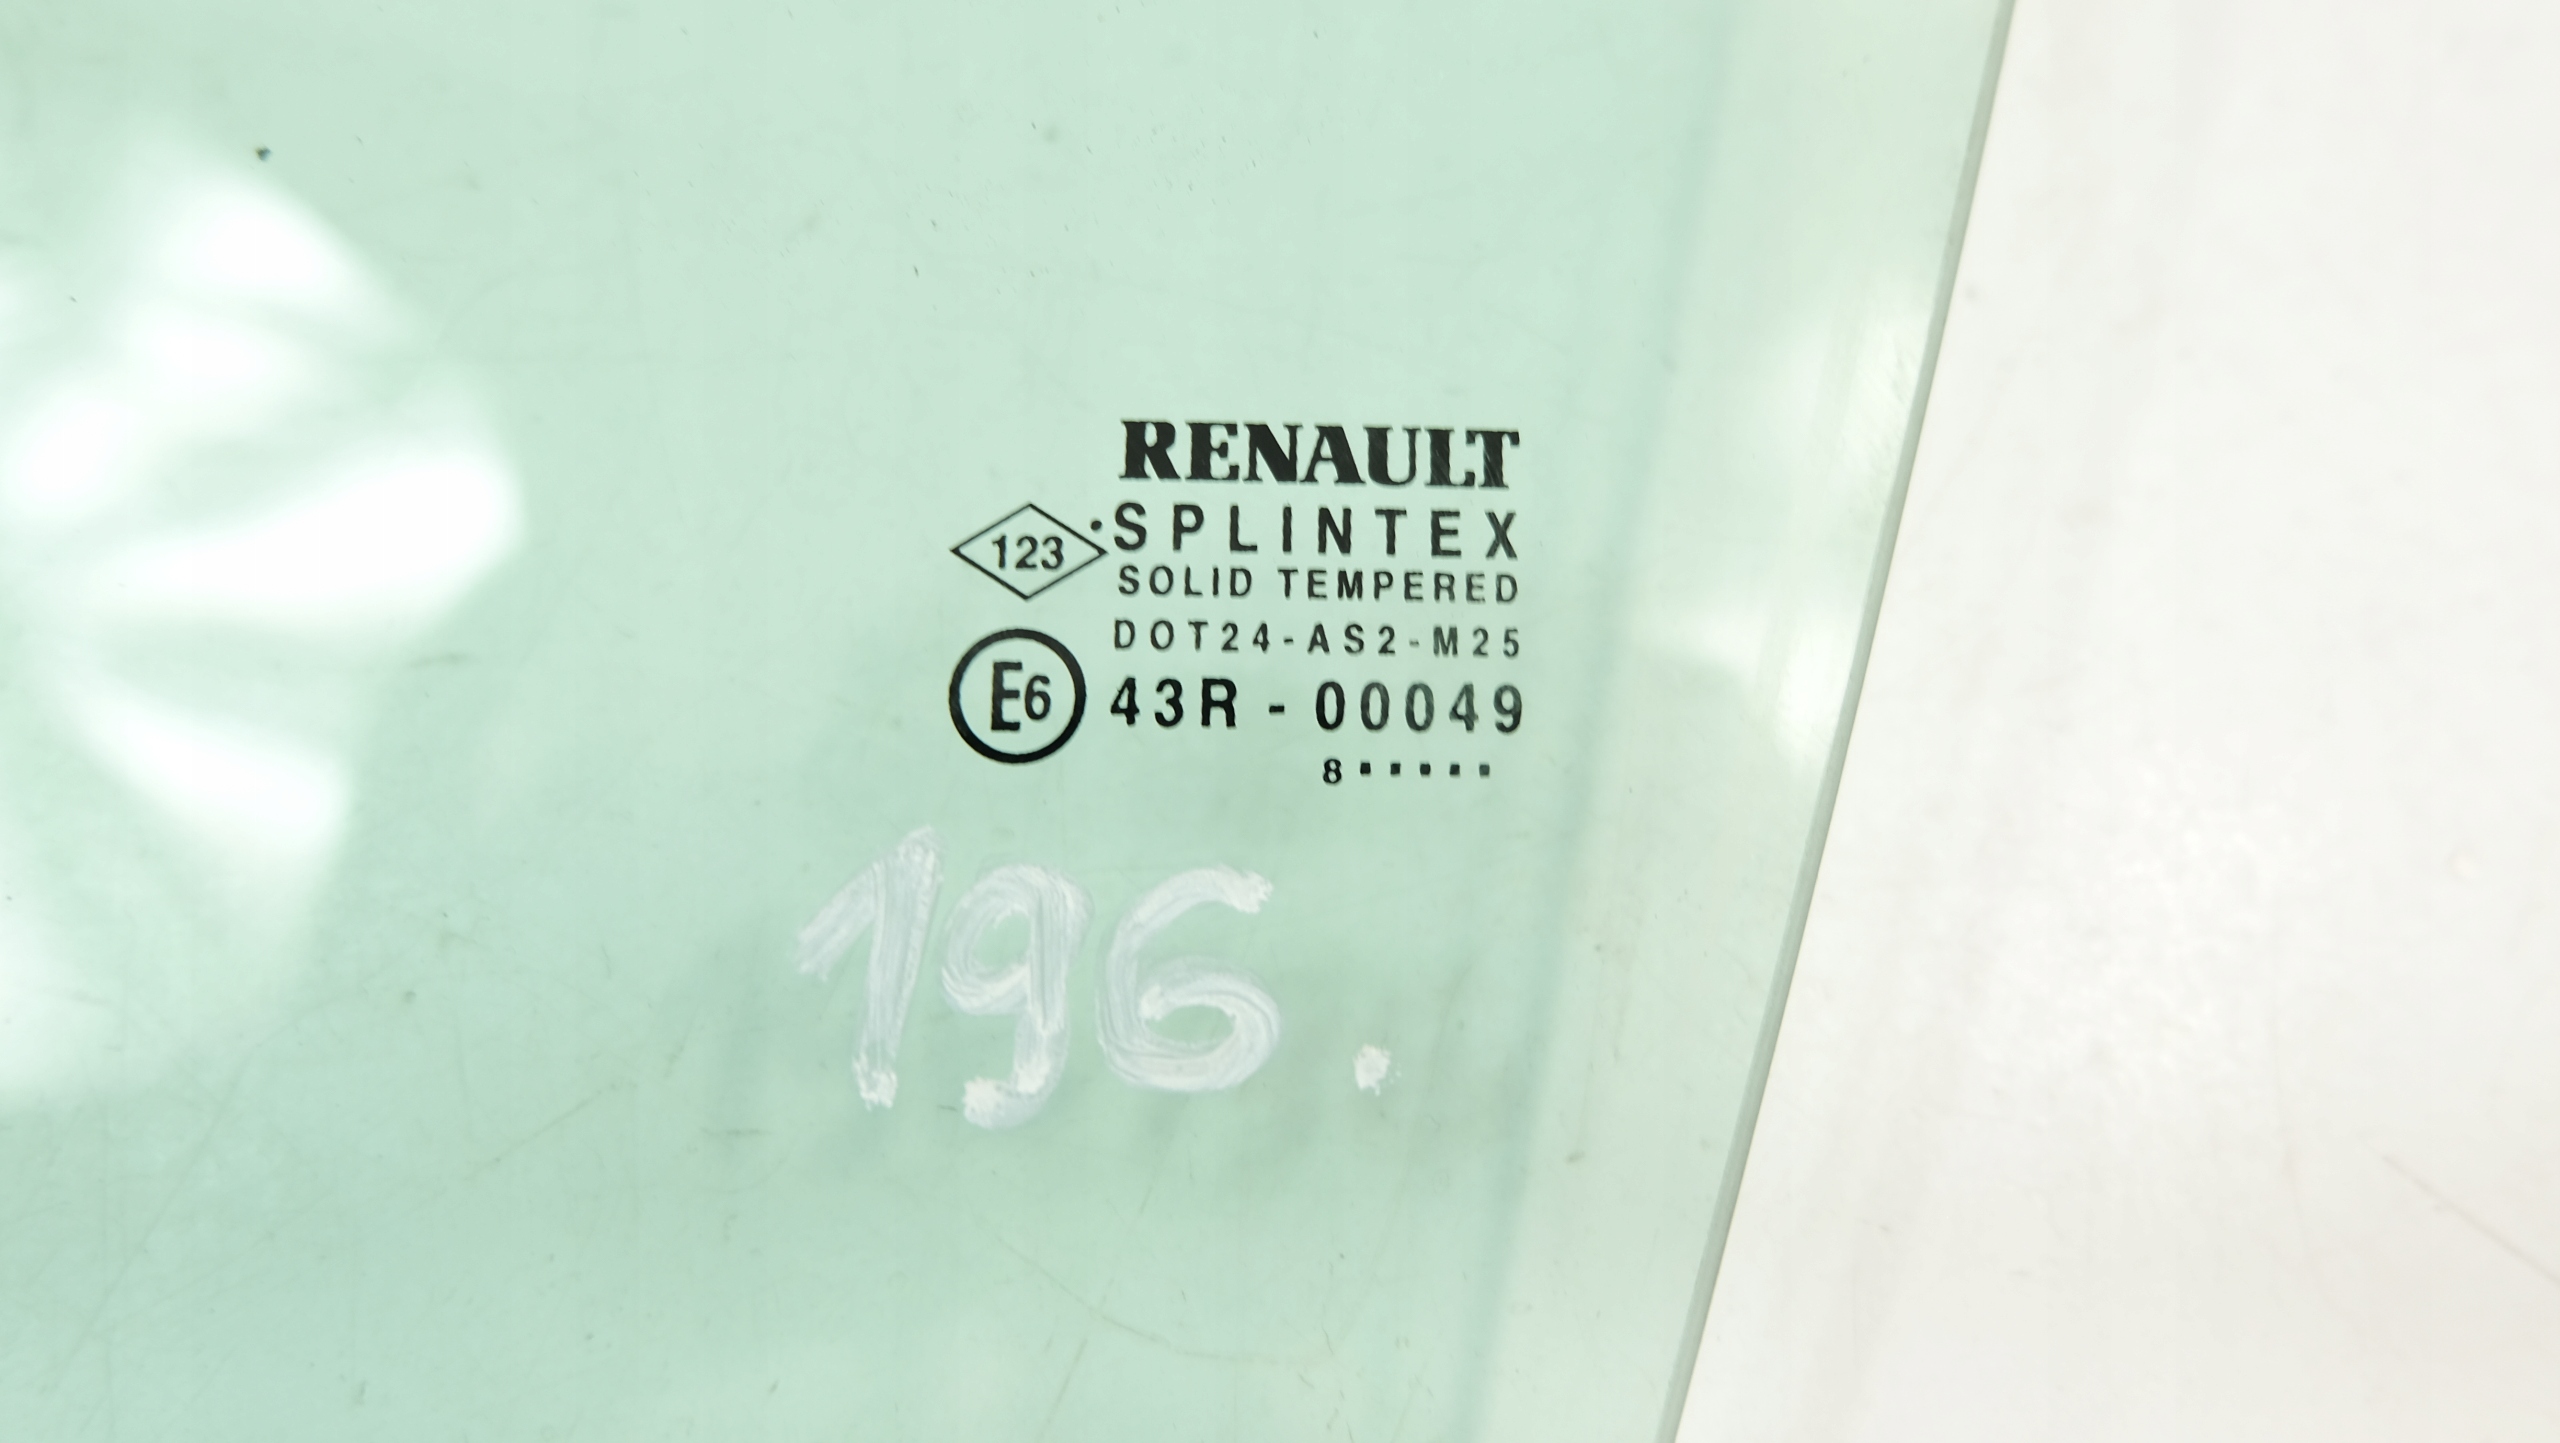 RENAULT
123
SPLINTEX
SOLID TEMPERED
DOT24-AS2-M25
E6 43R - 00049
8 .....
196.